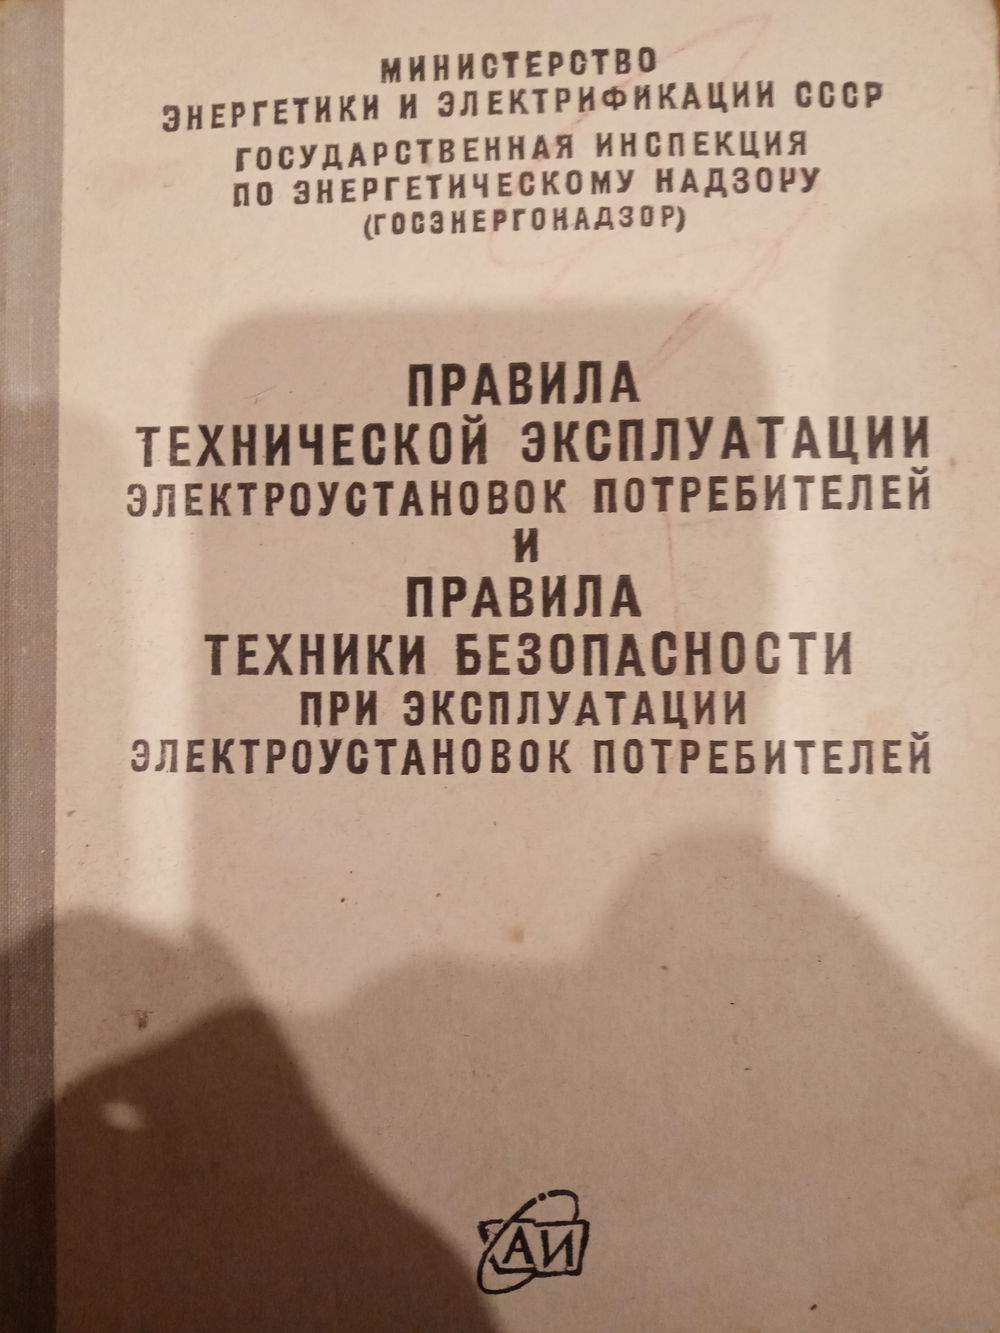 МИНИСТЕРСТВО
ЭНЕРГЕТИКИ И ЭЛЕКТРИФИКАЦИИ СССР
ГОСУДАРСТВЕННАЯ ИНСПЕКЦИЯ
ПО ЭНЕРГЕТИЧЕСКОМУ НАДЗОРУ
(ГОСЭНЕРГОНАДЗОР)
ПРАВИЛА
ТЕХНИЧЕСКОЙ ЭКСПЛУАТАЦИИ
ЭЛЕКТРОУСТАНОВОК ПОТРЕБИТЕЛЕЙ
И
ПРАВИЛА
ТЕХНИКИ БЕЗОПАСНОСТИ
ПРИ ЭКСПЛУАТАЦИИ
ЭЛЕКТРОУСТАНОВОК ПОТРЕБИТЕЛЕЙ
АИ